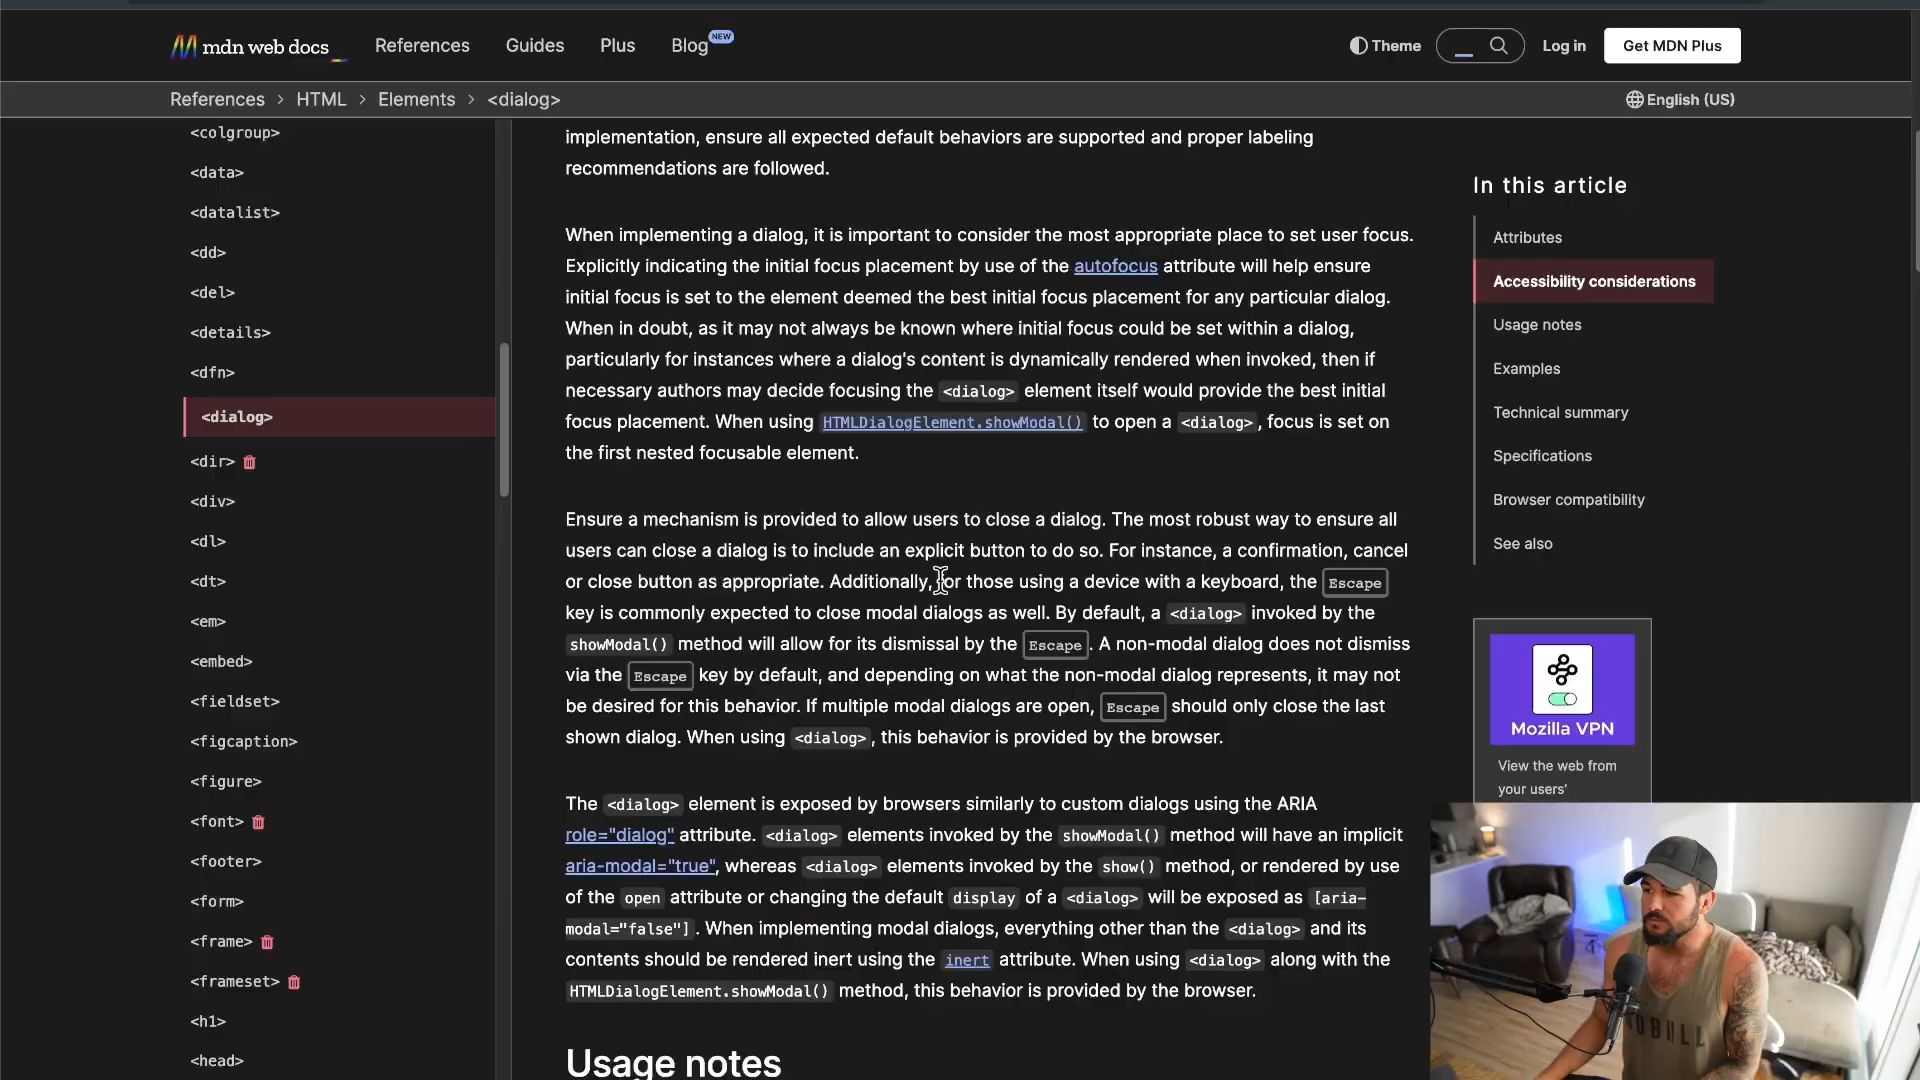 mdn web docs
References
Guides
Plus
Blog
NEW
Theme
Log in
Get MDN Plus
References > HTML > Elements > <dialog>
English (US)
<colgroup>
<data>
<datalist>
<dd>
<del>
<details>
<dfn>
<dialog>
<dir>
<div>
<dl>
<dt>
<em>
<embed>
<fieldset>
<figcaption>
<figure>
<font>
<footer>
<form>
<frame>
<frameset>
<h1>
<head>
implementation, ensure all expected default behaviors are supported and proper labeling
recommendations are followed.
When implementing a dialog, it is important to consider the most appropriate place to set user focus.
Explicitly indicating the initial focus placement by use of the autofocus attribute will help ensure
initial focus is set to the element deemed the best initial focus placement for any particular dialog.
When in doubt, as it may not always be known where initial focus could be set within a dialog,
particularly for instances where a dialog's content is dynamically rendered when invoked, then if
necessary authors may decide focusing the <dialog> element itself would provide the best initial
focus placement. When using HTMLDialogElement.showModal() to open a <dialog>, focus is set on
the first nested focusable element.
Ensure a mechanism is provided to allow users to close a dialog. The most robust way to ensure all
users can close a dialog is to include an explicit button to do so. For instance, a confirmation, cancel
or close button as appropriate. Additionally, for those using a device with a keyboard, the Escape
key is commonly expected to close modal dialogs as well. By default, a <dialog> invoked by the
showModal() method will allow for its dismissal by the Escape. A non-modal dialog does not dismiss
via the Escape key by default, and depending on what the non-modal dialog represents, it may not
be desired for this behavior. If multiple modal dialogs are open, Escape should only close the last
shown dialog. When using <dialog>, this behavior is provided by the browser.
The <dialog> element is exposed by browsers similarly to custom dialogs using the ARIA
role="dialog" attribute. <dialog> elements invoked by the showModal() method will have an implicit
aria-modal="true", whereas <dialog> elements invoked by the show() method, or rendered by use
of the open attribute or changing the default display of a <dialog> will be exposed as [aria-
modal="false"]. When implementing modal dialogs, everything other than the <dialog> and its
contents should be rendered inert using the inert attribute. When using <dialog> along with the
HTMLDialogElement.showModal() method, this behavior is provided by the browser.
Usage notes
In this article
Attributes
Accessibility considerations
Usage notes
Examples
Technical summary
Specifications
Browser compatibility
See also
Mozilla VPN
View the web from
your users'